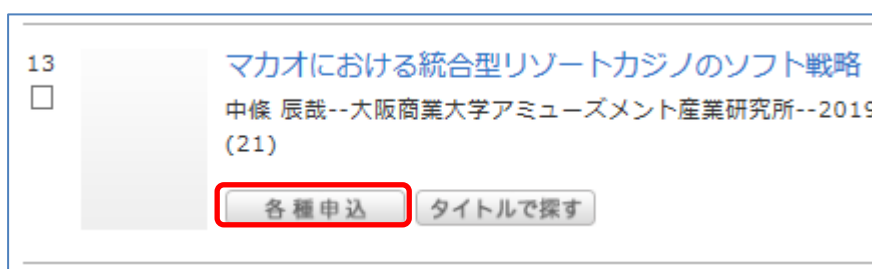 13
マカオにおける統合型リゾートカジノのソフト戦略
中條 辰哉--大阪商業大学アミューズメント産業研究所--2019
(21)
各種申込 タイトルで探す